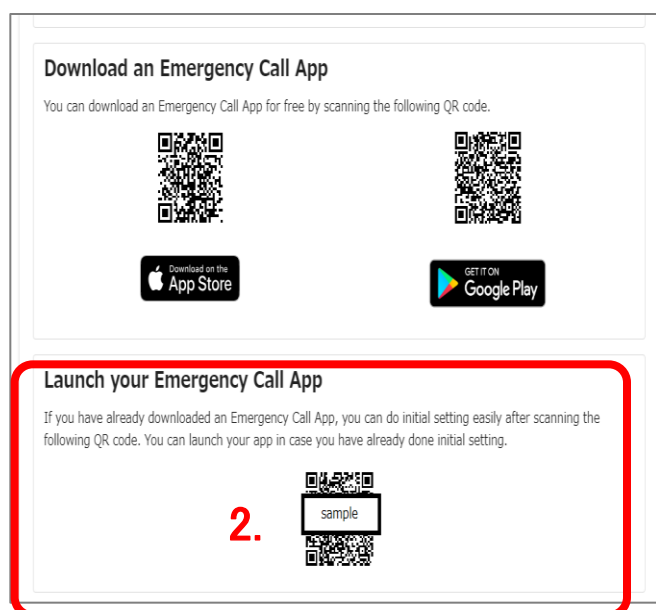 Download an Emergency Call App
You can download an Emergency Call App for free by scanning the following QR code.
Download on the
App Store
GET IT ON
Google Play
Launch your Emergency Call App
If you have already downloaded an Emergency Call App, you can do initial setting easily after scanning the
following QR code. You can launch your app in case you have already done initial setting.
sample
2.